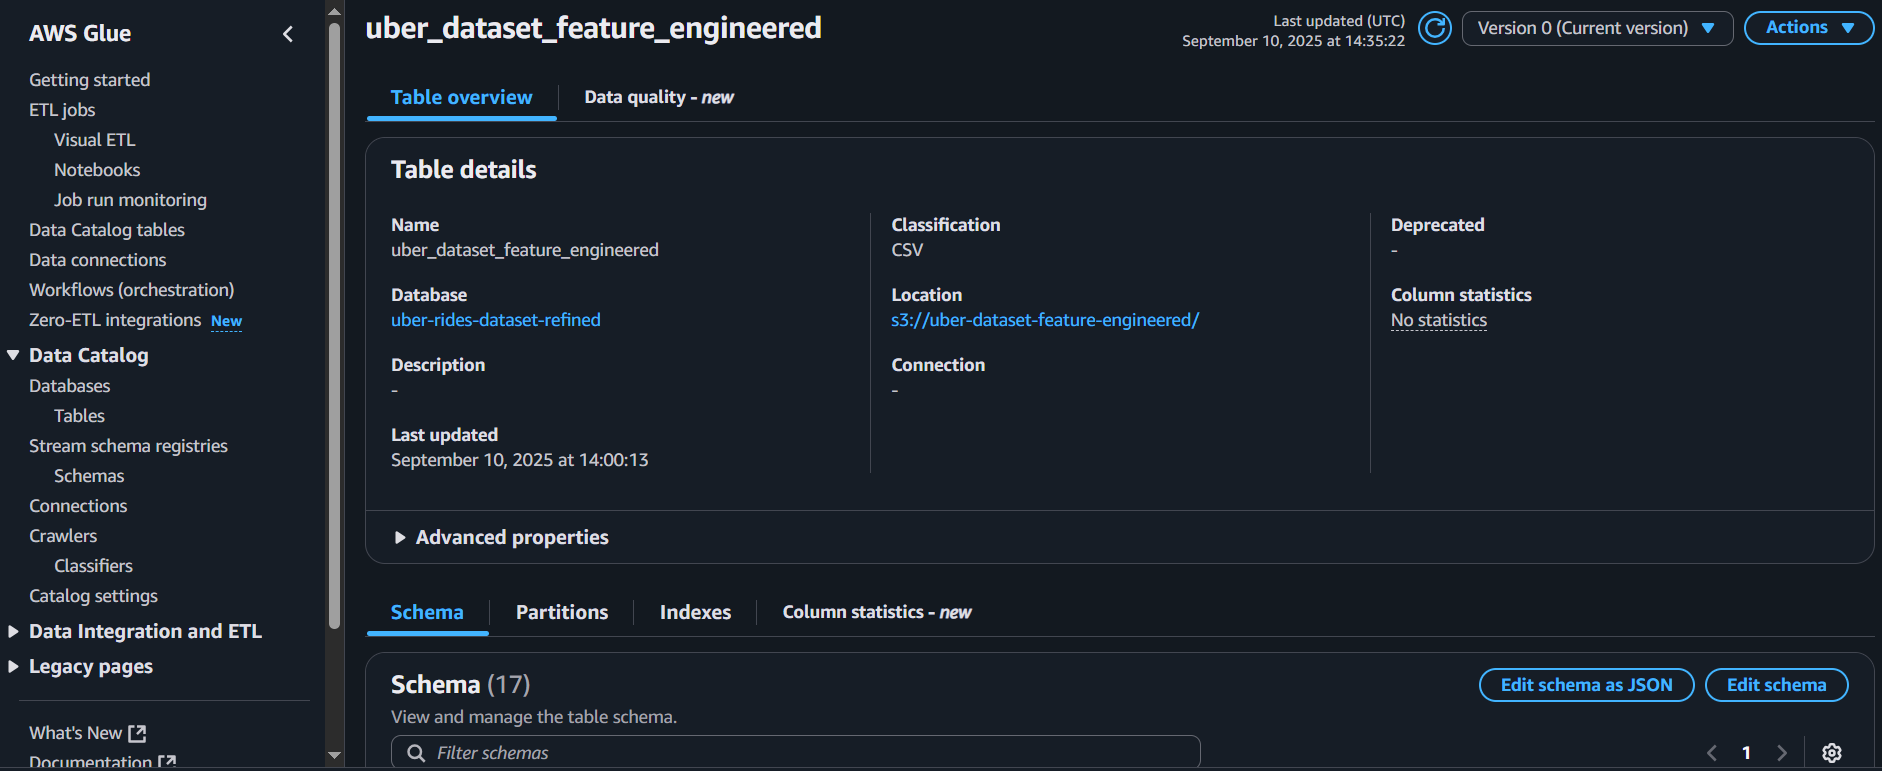 AWS Glue
Getting started
ETL jobs
Visual ETL
Notebooks
Job run monitoring
Data Catalog tables
Data connections
Workflows (orchestration)
Zero-ETL integrations New
Data Catalog
Databases
Tables
Stream schema registries
Schemas
Connections
Crawlers
Classifiers
Catalog settings
Data Integration and ETL
Legacy pages
What's New
Documentation
uber_dataset_feature_engineered
Last updated (UTC)
September 10, 2025 at 14:35:22
Version 0 (Current version)
Actions
Table overview
Data quality - new
Table details
Name
uber_dataset_feature_engineered
Database
uber-rides-dataset-refined
Description
-
Last updated
September 10, 2025 at 14:00:13
Classification
CSV
Location
s3://uber-dataset-feature-engineered/
Connection
-
Deprecated
-
Column statistics
No statistics
Advanced properties
Schema
Partitions
Indexes
Column statistics - new
Schema (17)
View and manage the table schema.
Edit schema as JSON
Edit schema
Filter schemas
1